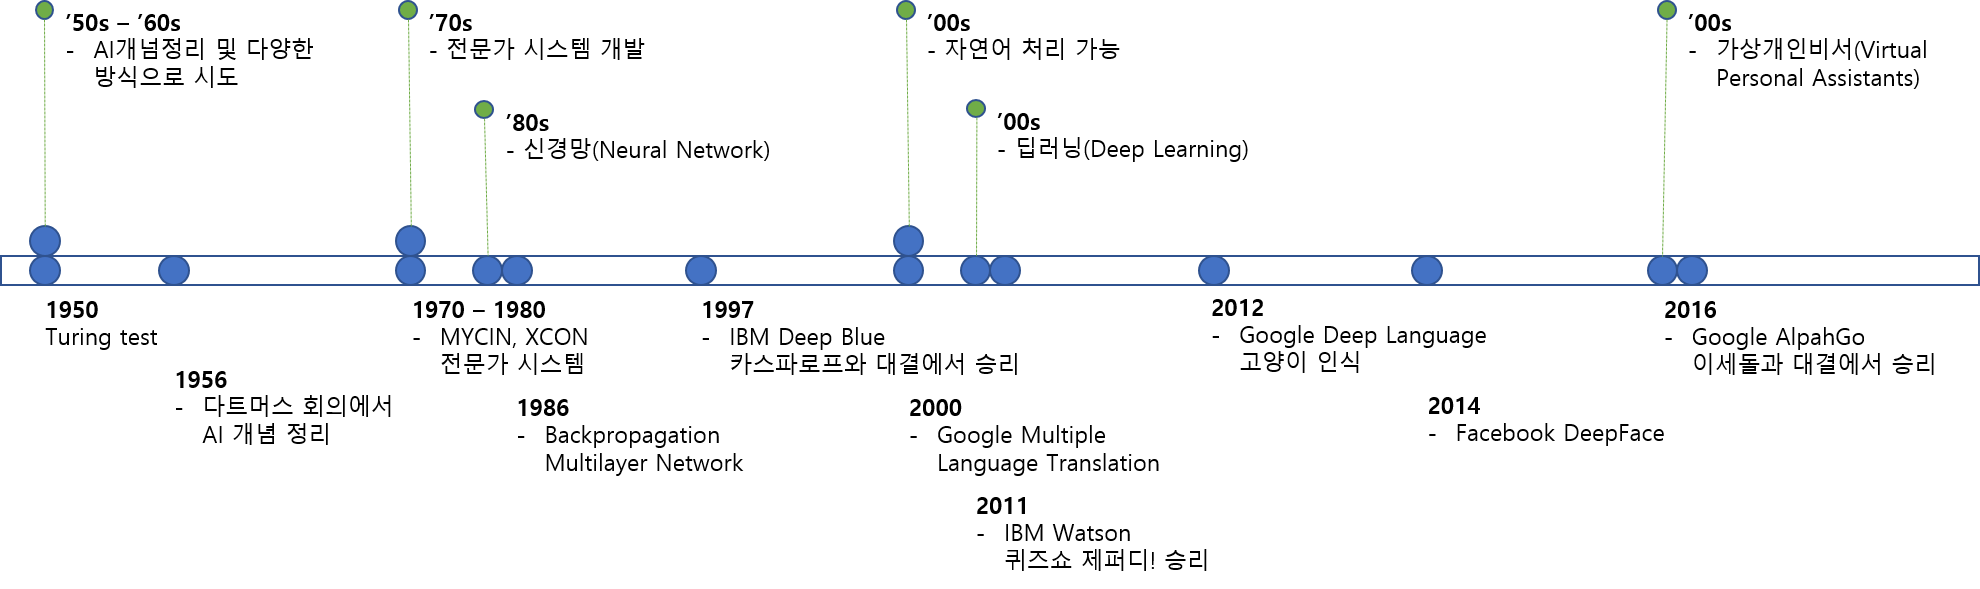 ’50s – ’60s
- AI개념정리 및 다양한
방식으로 시도
’70s
- 전문가 시스템 개발
’80s
- 신경망(Neural Network)
’00s
- 자연어 처리 가능
’00s
- 딥러닝(Deep Learning)
’00s
- 가상개인비서(Virtual
Personal Assistants)
1950
Turing test
1956
- 다트머스 회의에서
AI 개념 정리
1970 – 1980
- MYCIN, XCON
전문가 시스템
1986
- Backpropagation
Multilayer Network
1997
- IBM Deep Blue
카스파로프와 대결에서 승리
2000
- Google Multiple
Language Translation
2011
- IBM Watson
퀴즈쇼 제퍼디! 승리
2012
- Google Deep Language
고양이 인식
2014
- Facebook DeepFace
2016
- Google AlpahGo
이세돌과 대결에서 승리